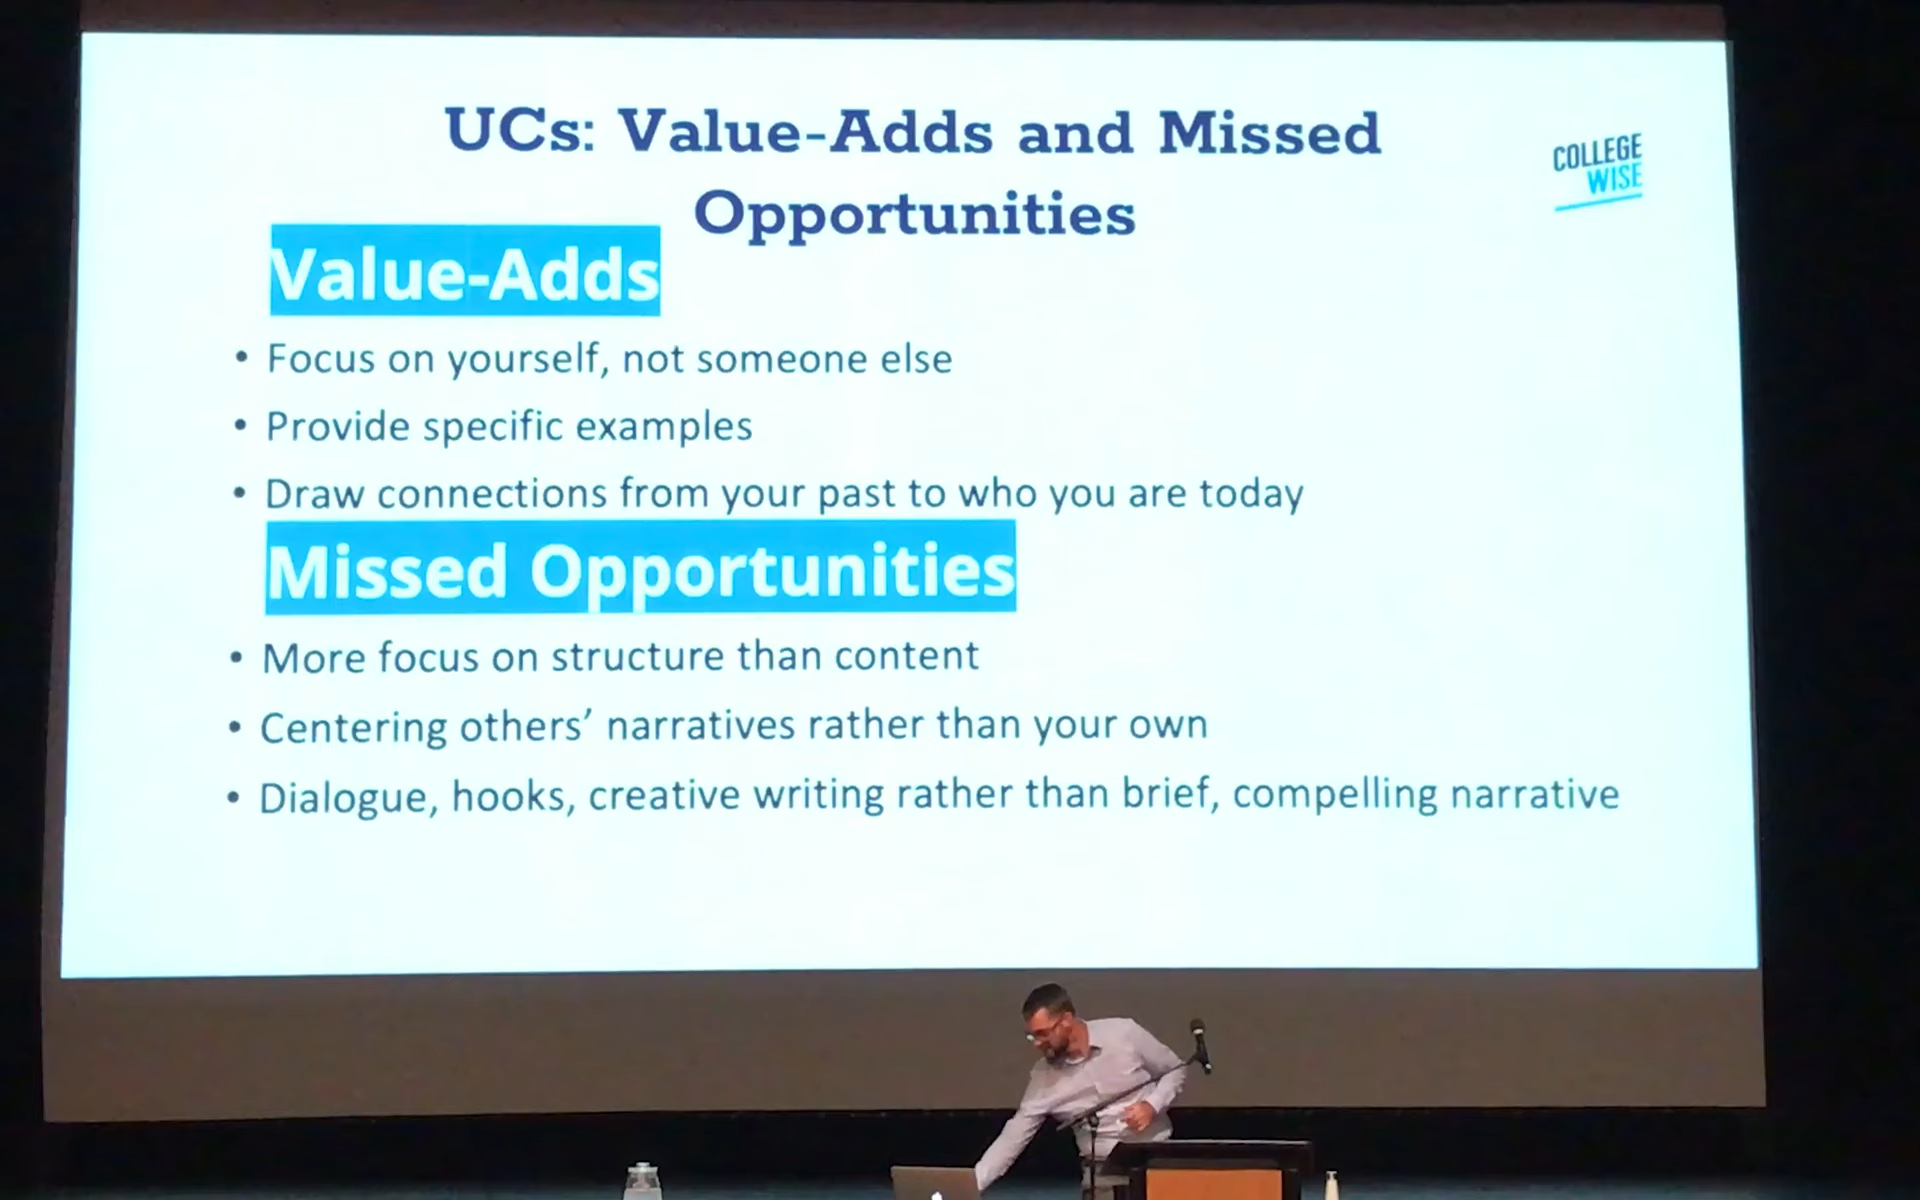 UCs: Value-Adds and Missed
Opportunities
COLLEGE
WISE
Value-Adds
• Focus on yourself, not someone else
• Provide specific examples
• Draw connections from your past to who you are today
Missed Opportunities
• More focus on structure than content
• Centering others’ narratives rather than your own
• Dialogue, hooks, creative writing rather than brief, compelling narrative